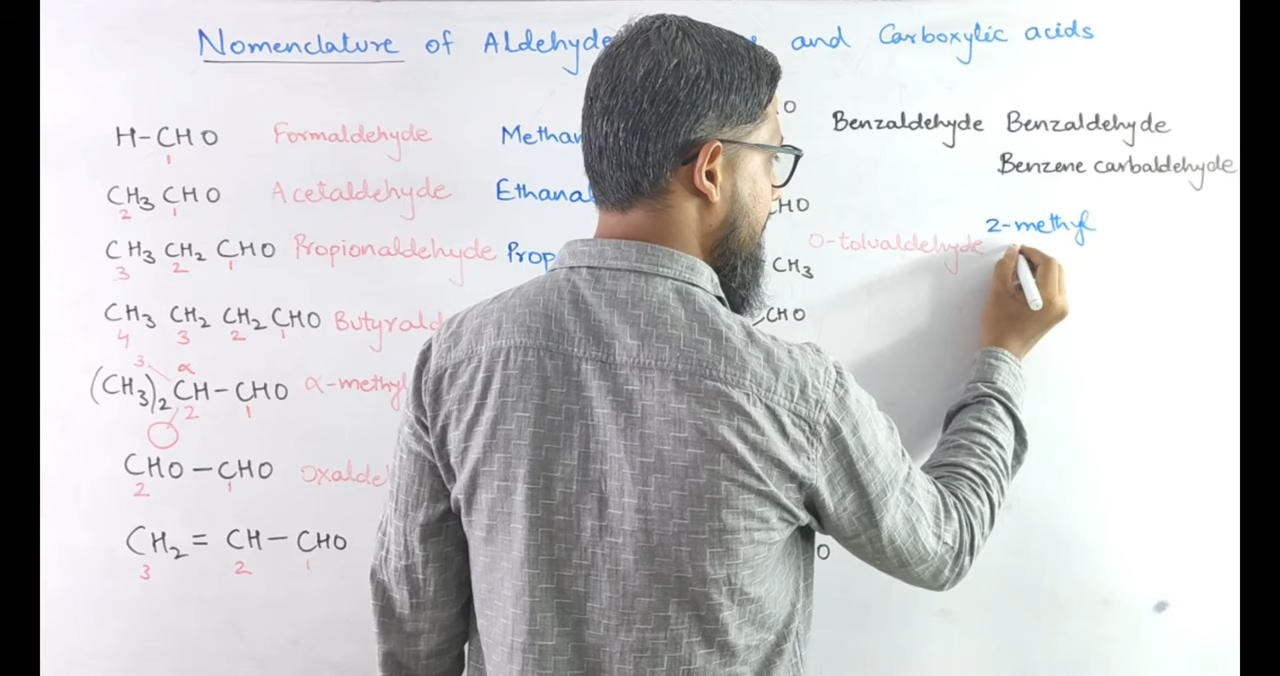 Nomenclature of Aldehyde and Carboxylic acids
H-CHO Formaldehyde Methan
1
CH3 CHO Acetaldehyde Ethanal
2 1
CH3 CH2 CHO Propionaldehyde Prop
3 2 1
CH3 CH2 CH2 CHO Butyrald
4 3 2 1
3 α
(CH3)2 CH-CHO α-methyl
2 1
CHO-CHO Oxalde
2 1
CH2 = CH-CHO
3 2 1
O Benzaldehyde Benzaldehyde
Benzene carbaldehyde
CHO
2-methyl
O-tolualdehyde
CH3
CHO
O